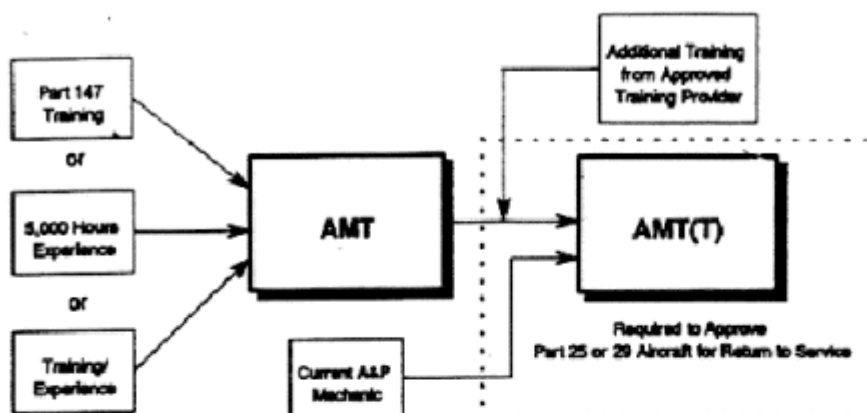 Part 147
Training
or
5,000 Hours
Experience
or
Training/
Experience
AMT
Additional Training
from Approved
Training Provider
AMT(T)
Required to Approve
Part 25 or 29 Aircraft for Return to Service
Current A&P
Mechanic